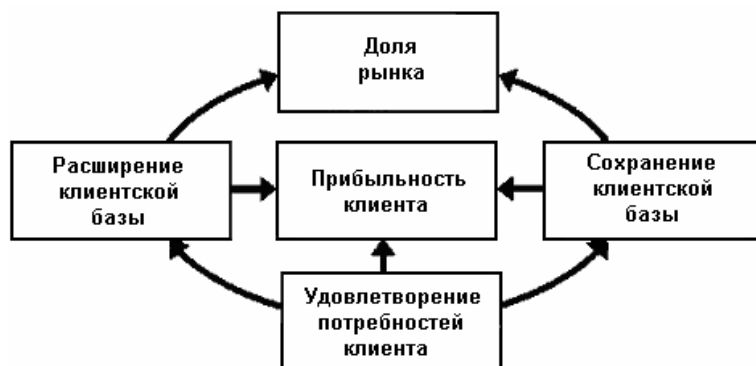 Доля
рынка
Расширение
клиентской
базы
Прибыльность
клиента
Сохранение
клиентской
базы
Удовлетворение
потребностей
клиента